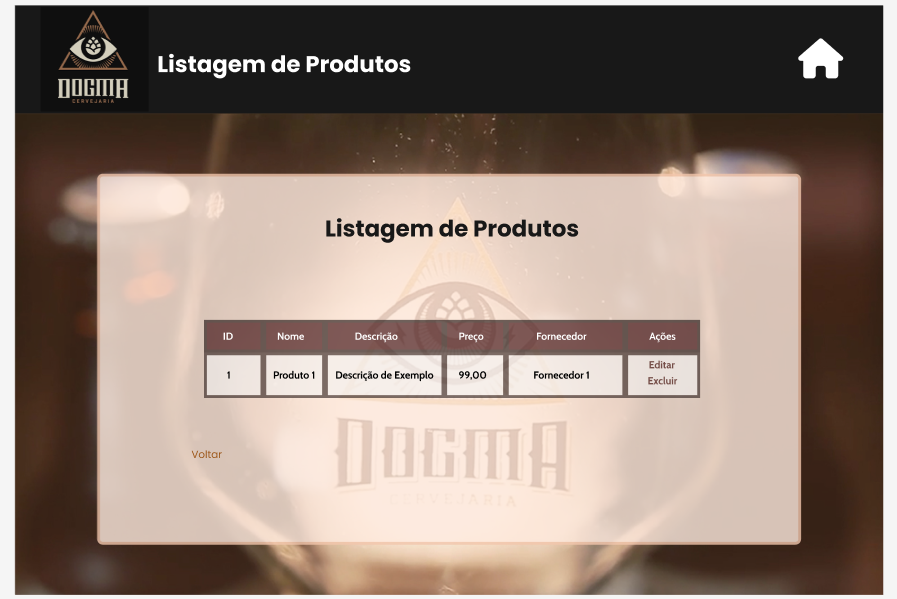 DOGMA
CERVEJARIA
Listagem de Produtos
Listagem de Produtos
ID Nome Descrição Preço Fornecedor Ações
1 Produto 1 Descrição de Exemplo 99,00 Fornecedor 1 Editar
Excluir
DOGMA
CERVEJARIA
Voltar